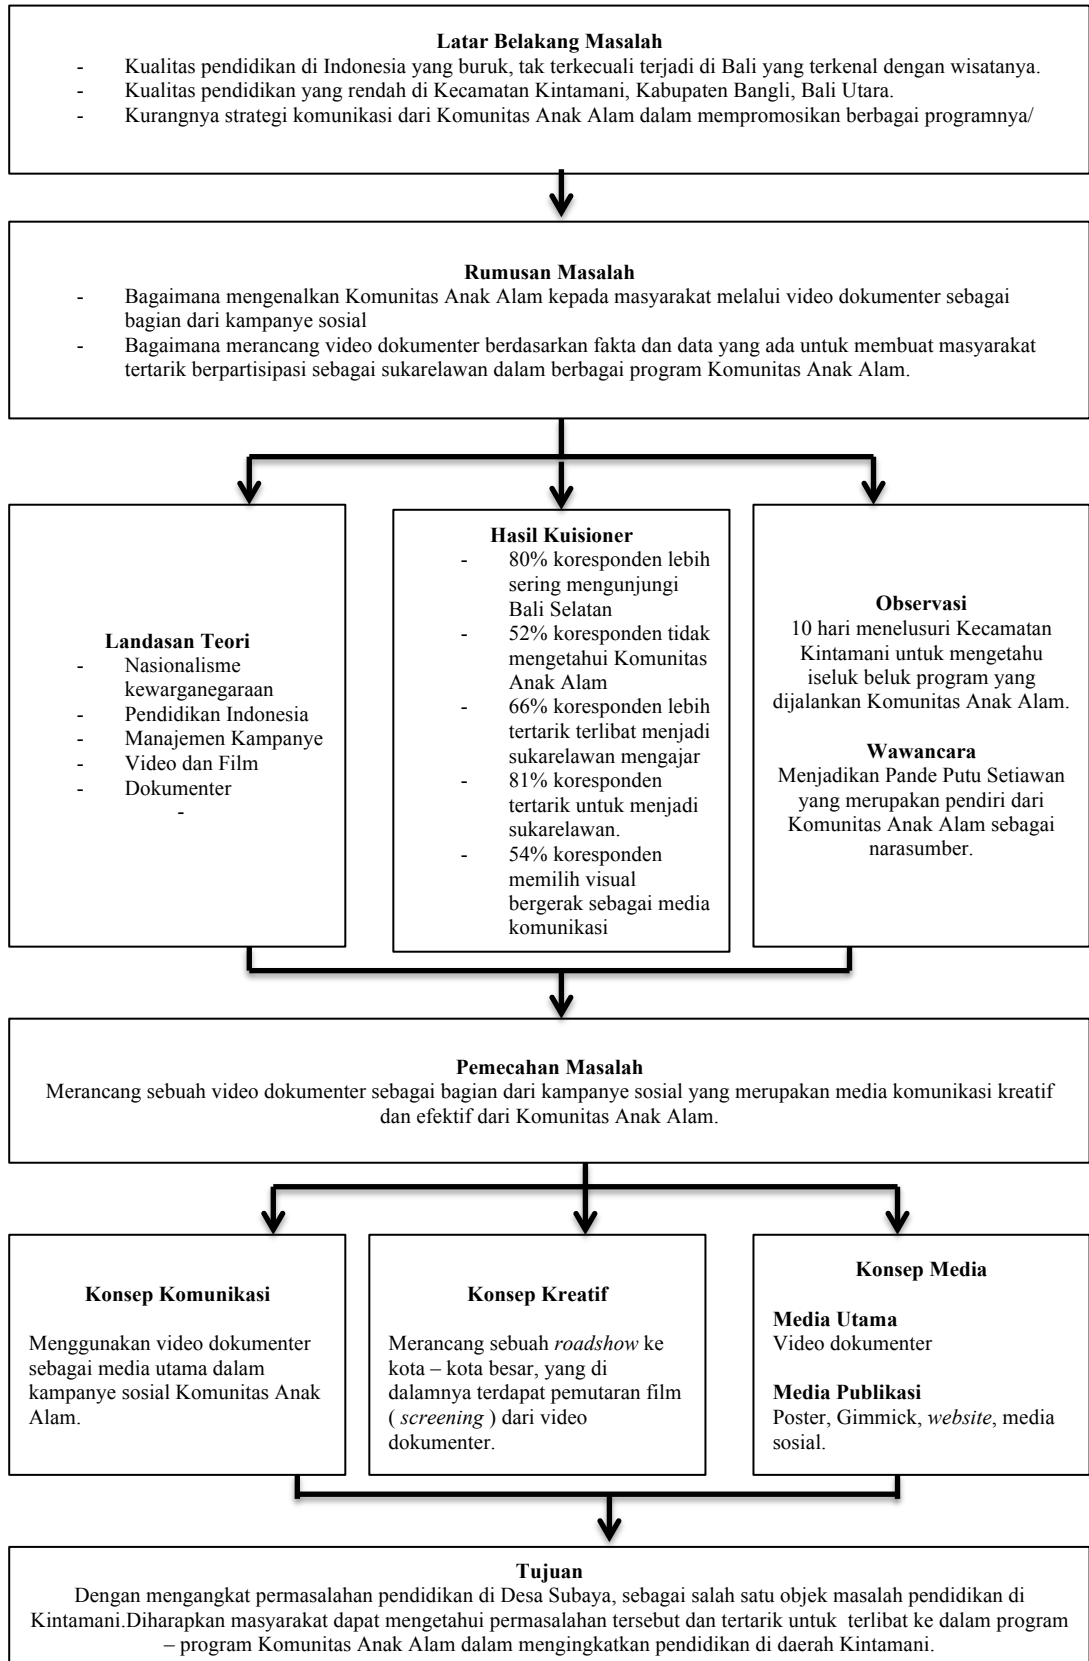 Latar Belakang Masalah
- Kualitas pendidikan di Indonesia yang buruk, tak terkecuali terjadi di Bali yang terkenal dengan wisatanya.
- Kualitas pendidikan yang rendah di Kecamatan Kintamani, Kabupaten Bangli, Bali Utara.
- Kurangnya strategi komunikasi dari Komunitas Anak Alam dalam mempromosikan berbagai programnya/
Rumusan Masalah
- Bagaimana mengenalkan Komunitas Anak Alam kepada masyarakat melalui video dokumenter sebagai
bagian dari kampanye sosial
- Bagaimana merancang video dokumenter berdasarkan fakta dan data yang ada untuk membuat masyarakat
tertarik berpartisipasi sebagai sukarelawan dalam berbagai program Komunitas Anak Alam.
Landasan Teori
- Nasionalisme
kewarganegaraan
- Pendidikan Indonesia
- Manajemen Kampanye
- Video dan Film
- Dokumenter
-
Hasil Kuisioner
- 80% koresponden lebih
sering mengunjungi
Bali Selatan
- 52% koresponden tidak
mengetahui Komunitas
Anak Alam
- 66% koresponden lebih
tertarik terlibat menjadi
sukarelawan mengajar
- 81% koresponden
tertarik untuk menjadi
sukarelawan.
- 54% koresponden
memilih visual
bergerak sebagai media
komunikasi
Observasi
10 hari menelusuri Kecamatan
Kintamani untuk mengetahu
iseluk beluk program yang
dijalankan Komunitas Anak Alam.
Wawancara
Menjadikan Pande Putu Setiawan
yang merupakan pendiri dari
Komunitas Anak Alam sebagai
narasumber.
Pemecahan Masalah
Merancang sebuah video dokumenter sebagai bagian dari kampanye sosial yang merupakan media komunikasi kreatif
dan efektif dari Komunitas Anak Alam.
Konsep Komunikasi
Menggunakan video dokumenter
sebagai media utama dalam
kampanye sosial Komunitas Anak
Alam.
Konsep Kreatif
Merancang sebuah roadshow ke
kota – kota besar, yang di
dalamnya terdapat pemutaran film
( screening ) dari video
dokumenter.
Konsep Media
Media Utama
Video dokumenter
Media Publikasi
Poster, Gimmick, website, media
sosial.
Tujuan
Dengan mengangkat permasalahan pendidikan di Desa Subaya, sebagai salah satu objek masalah pendidikan di
Kintamani.Diharapkan masyarakat dapat mengetahui permasalahan tersebut dan tertarik untuk terlibat ke dalam program
– program Komunitas Anak Alam dalam mengingkatkan pendidikan di daerah Kintamani.